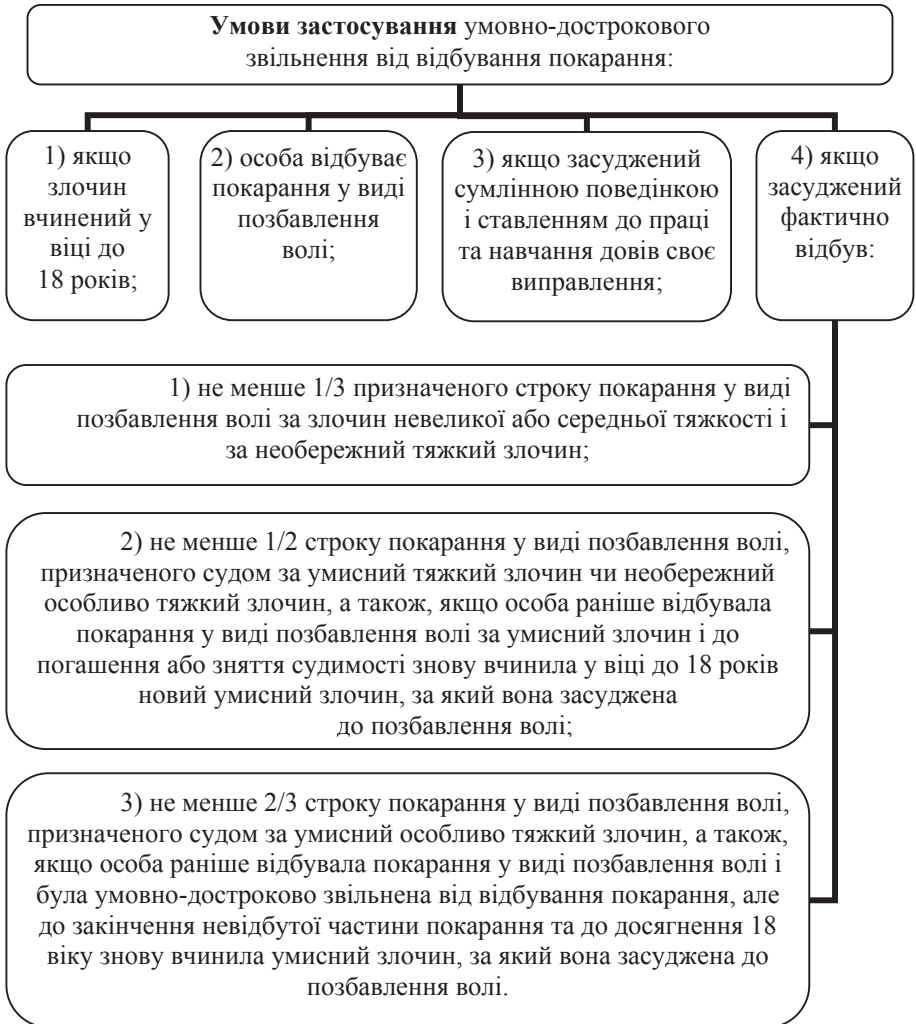 Умови застосування умовно-дострокового
звільнення від відбування покарання:
1) якщо
злочин
вчинений у
віці до
18 років;
2) особа відбуває
покарання у виді
позбавлення
волі;
3) якщо засуджений
сумлінною поведінкою
і ставленням до праці
та навчання довів своє
виправлення;
4) якщо
засуджений
фактично
відбув:
1) не менше 1/3 призначеного строку покарання у виді
позбавлення волі за злочин невеликої або середньої тяжкості і
за необережний тяжкий злочин;
2) не менше 1/2 строку покарання у виді позбавлення волі,
призначеного судом за умисний тяжкий злочин чи необережний
особливо тяжкий злочин, а також, якщо особа раніше відбувала
покарання у виді позбавлення волі за умисний злочин і до
погашення або зняття судимості знову вчинила у віці до 18 років
новий умисний злочин, за який вона засуджена
до позбавлення волі;
3) не менше 2/3 строку покарання у виді позбавлення волі,
призначеного судом за умисний особливо тяжкий злочин, а також,
якщо особа раніше відбувала покарання у виді позбавлення волі і
була умовно-достроково звільнена від відбування покарання, але
до закінчення невідбутої частини покарання та до досягнення 18
віку знову вчинила умисний злочин, за який вона засуджена до
позбавлення волі.